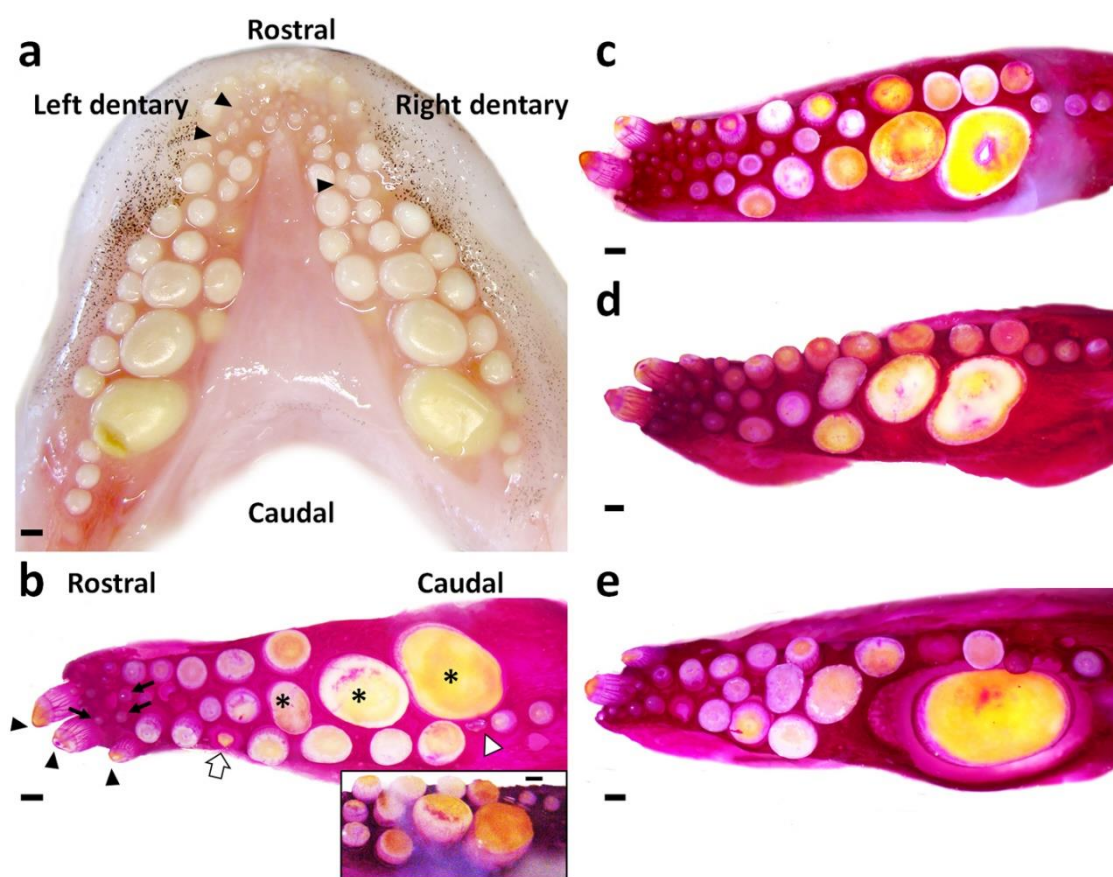 Rostral
a
Left dentary
Right dentary
Caudal
b
Rostral
Caudal
* * *
c
d
e